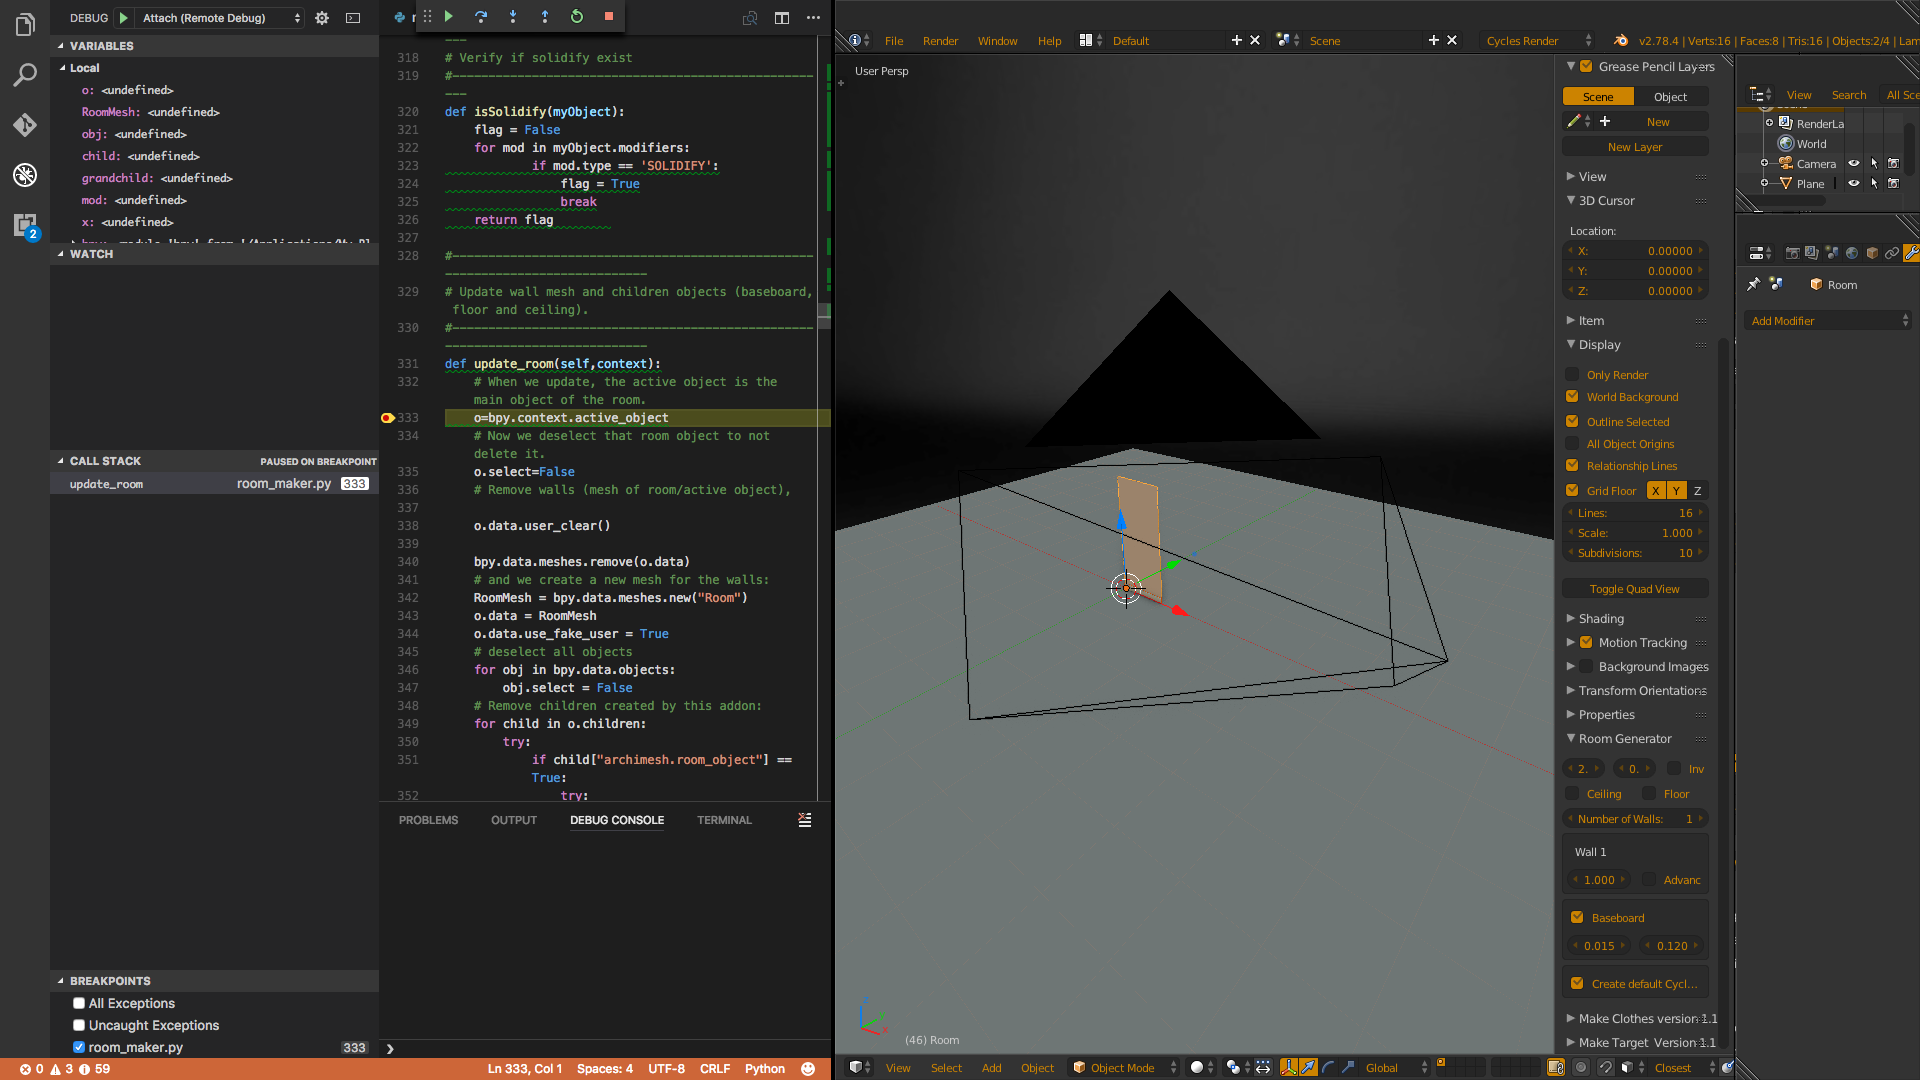 DEBUG
Attach (Remote Debug)
VARIABLES
Local
o: <undefined>
RoomMesh: <undefined>
obj: <undefined>
child: <undefined>
grandchild: <undefined>
mod: <undefined>
x: <undefined>
WATCH
CALL STACK
PAUSED ON BREAKPOINT
update_room
room_maker.py 333
BREAKPOINTS
All Exceptions
Uncaught Exceptions
room_maker.py 333
0 3 59
---
318 # Verify if solidify exist
319 #--------------------------------------------------
---
320 def isSolidify(myObject):
321 flag = False
322 for mod in myObject.modifiers:
323 if mod.type == 'SOLIDIFY':
324 flag = True
325 break
326 return flag
327
328 #--------------------------------------------------
----------------------------
329 # Update wall mesh and children objects (baseboard,
floor and ceiling).
330 #--------------------------------------------------
----------------------------
331 def update_room(self,context):
332 # When we update, the active object is the
main object of the room.
333 o=bpy.context.active_object
334 # Now we deselect that room object to not
delete it.
335 o.select=False
336 # Remove walls (mesh of room/active object),
337
338 o.data.user_clear()
339
340 bpy.data.meshes.remove(o.data)
341 # and we create a new mesh for the walls:
342 RoomMesh = bpy.data.meshes.new("Room")
343 o.data = RoomMesh
344 o.data.use_fake_user = True
345 # deselect all objects
346 for obj in bpy.data.objects:
347 obj.select = False
348 # Remove children created by this addon:
349 for child in o.children:
350 try:
351 if child["archimesh.room_object"] ==
True:
352 try:
PROBLEMS OUTPUT DEBUG CONSOLE TERMINAL
Ln 333, Col 1 Spaces: 4 UTF-8 CRLF Python
File Render Window Help Default Scene Cycles Render v2.78.4 | Verts:16 | Faces:8 | Tris:16 | Objects:2/4 | Lam
User Persp
(46) Room
View Select Add Object Object Mode Global Closest
Grease Pencil Layers
Scene Object
New
New Layer
View
3D Cursor
Location:
X: 0.00000
Y: 0.00000
Z: 0.00000
Item
Display
Only Render
World Background
Outline Selected
All Object Origins
Relationship Lines
Grid Floor X Y Z
Lines: 16
Scale: 1.000
Subdivisions: 10
Toggle Quad View
Shading
Motion Tracking
Background Images
Transform Orientations
Properties
Room Generator
2. 0. Inv
Ceiling Floor
Number of Walls: 1
Wall 1
1.000 Advanc
Baseboard
0.015 0.120
Create default Cycl...
Make Clothes version 1.1
Make Target Version 1.1
View Search All Sce
RenderLa
World
Camera
Plane
Room
Add Modifier
2